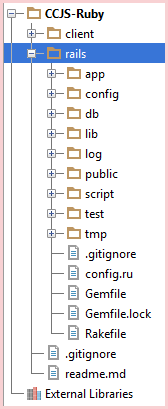 CCJS-Ruby
client
rails
app
config
db
lib
log
public
script
test
tmp
.gitignore
config.ru
Gemfile
Gemfile.lock
Rakefile
.gitignore
readme.md
External Libraries